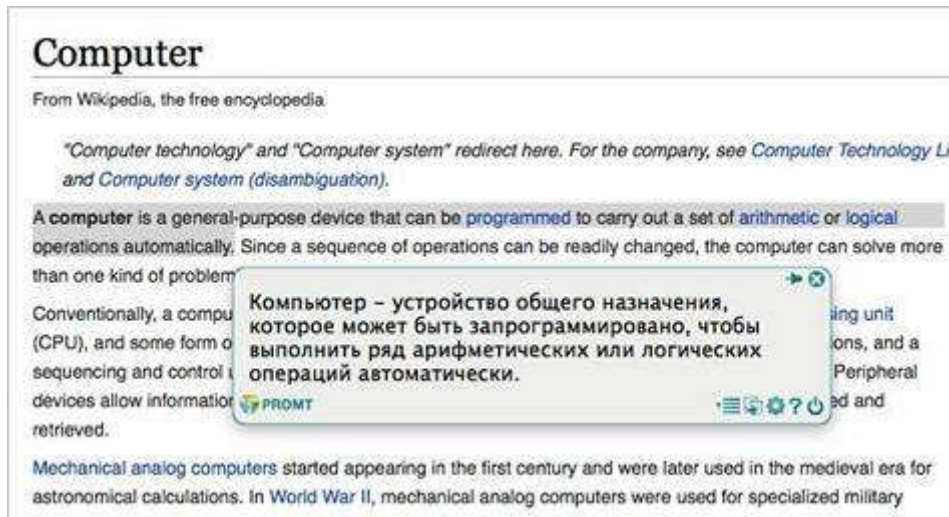 Computer
From Wikipedia, the free encyclopedia
"Computer technology" and "Computer system" redirect here. For the company, see Computer Technology
and Computer system (disambiguation).
A computer is a general-purpose device that can be programmed to carry out a set of arithmetic or logical
operations automatically. Since a sequence of operations can be readily changed, the computer can solve more
than one kind of problem
Компьютер – устройство общего назначения,
которое может быть запрограммировано, чтобы
выполнить ряд арифметических или логических
операций автоматически.
PROMT
Conventionally, a compu sing unit
(CPU), and some form o ons, and a
sequencing and control Peripheral
devices allow information ed and
retrieved.
Mechanical analog computers started appearing in the first century and were later used in the medieval era for
astronomical calculations. In World War II, mechanical analog computers were used for specialized military